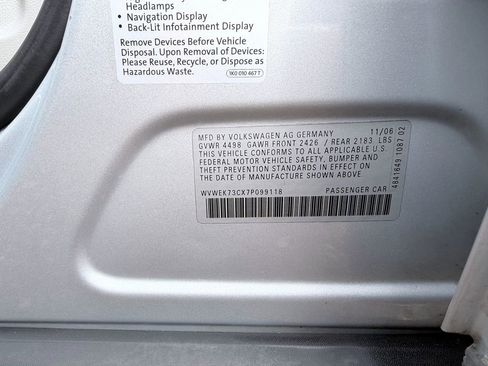 Headlamps
• Navigation Display
• Back-Lit Infotainment Display
Remove Devices Before Vehicle
Disposal. Upon Removal of Devices:
Please Reuse, Recycle, or Dispose as
Hazardous Waste.
1K0 010 467 T
MFD BY VOLKSWAGEN AG GERMANY 11/06
GVWR 4498 GAWR FRONT 2426 / REAR 2183 LBS
THIS VEHICLE CONFORMS TO ALL APPLICABLE U.S.
FEDERAL MOTOR VEHICLE SAFETY, BUMPER AND
THEFT PREVENTION STANDARDS IN EFFECT ON
THE DATE OF MANUFACTURE SHOWN ABOVE.
WVWEK73CX7P099118 PASSENGER CAR
4841649 1087 02